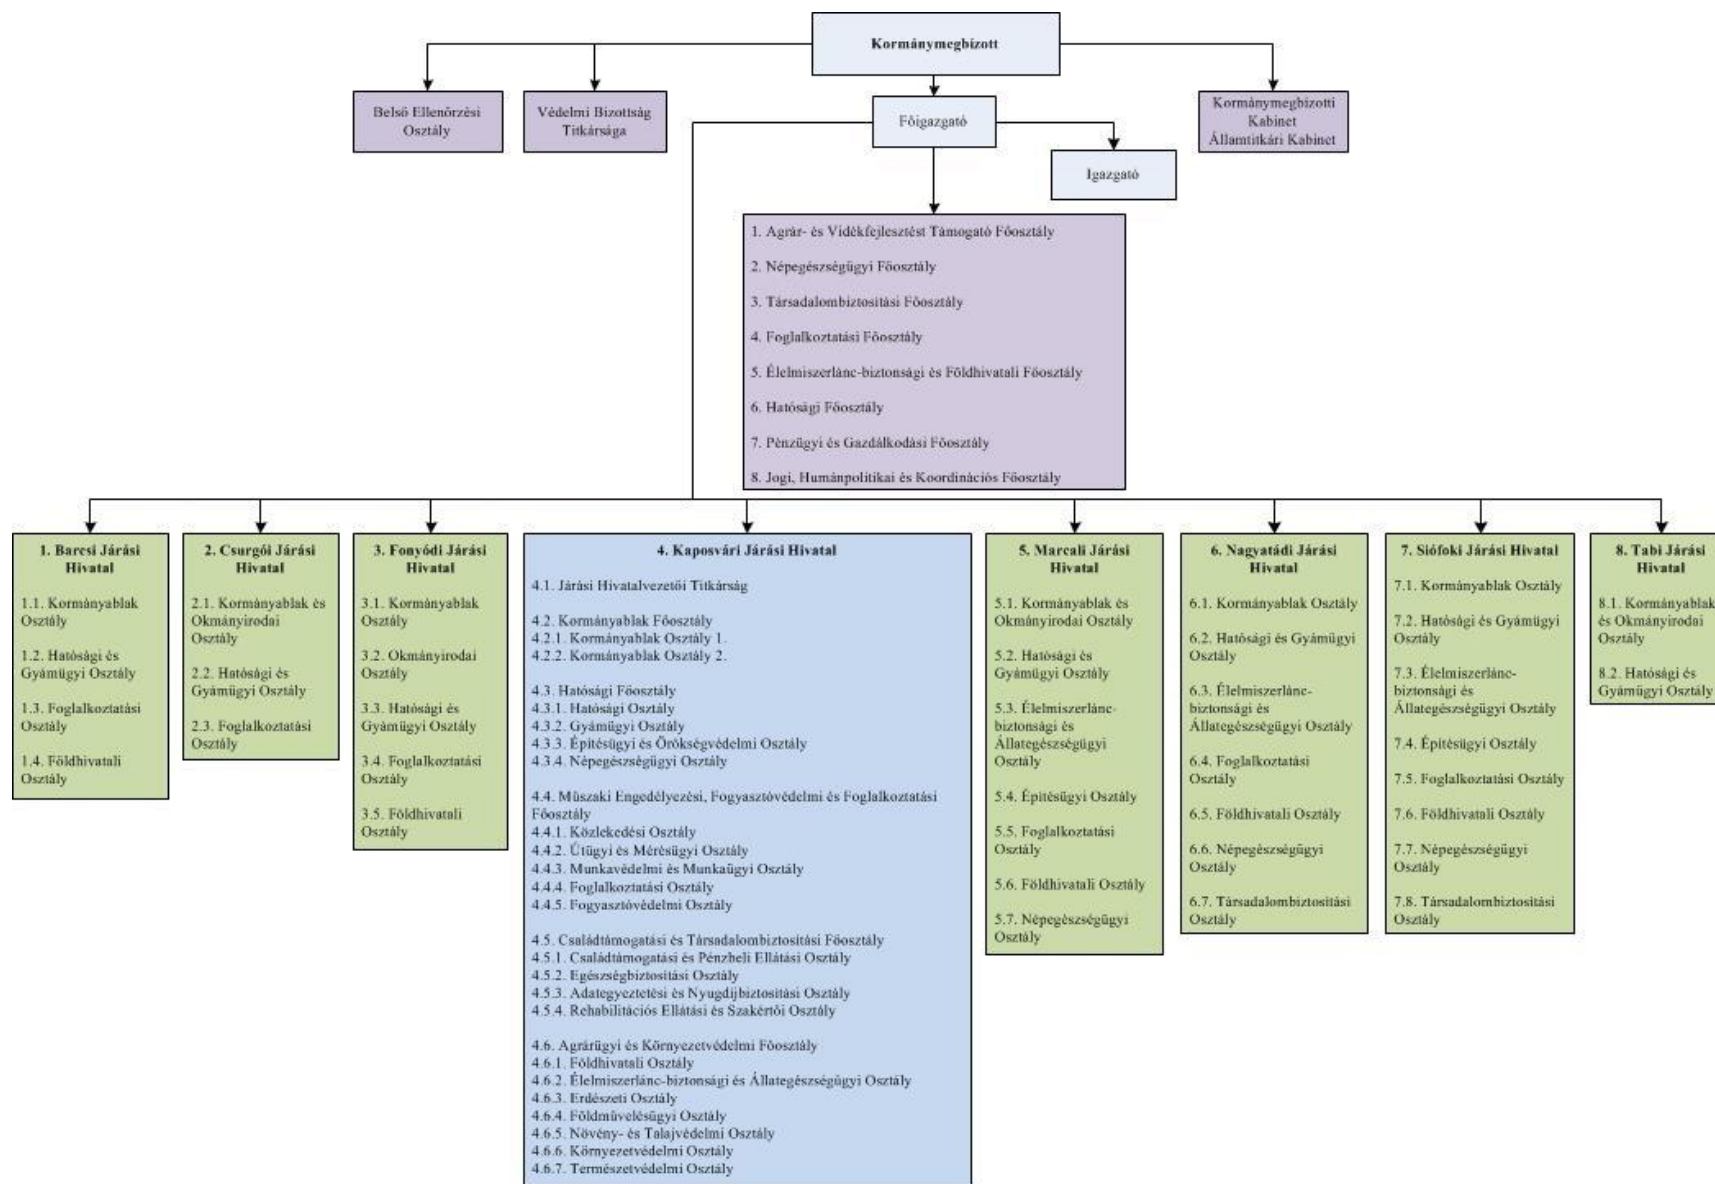 Kormánymegbízott
Belső Ellenőrzési
Osztály
Védelmi Bizottság
Titkársága
Főigazgató
Kormánymegbízotti
Kabinet
Államtitkári Kabinet
Igazgató
1. Agrár- és Vidékfejlesztést Támogató Főosztály
2. Népegészségügyi Főosztály
3. Társadalombiztosítási Főosztály
4. Foglalkoztatási Főosztály
5. Élelmiszerlánc-biztonsági és Földhivatali Főosztály
6. Hatósági Főosztály
7. Pénzügyi és Gazdálkodási Főosztály
8. Jogi, Humánpolitikai és Koordinációs Főosztály
1. Barcsi Járási
Hivatal
1.1. Kormányablak
Osztály
1.2. Hatósági és
Gyámügyi Osztály
1.3. Foglalkoztatási
Osztály
1.4. Földhivatali
Osztály
2. Csurgói Járási
Hivatal
2.1. Kormányablak és
Okmányirodai
Osztály
2.2. Hatósági és
Gyámügyi Osztály
2.3. Foglalkoztatási
Osztály
3. Fonyódi Járási
Hivatal
3.1. Kormányablak
Osztály
3.2. Okmányirodai
Osztály
3.3. Hatósági és
Gyámügyi Osztály
3.4. Foglalkoztatási
Osztály
3.5. Földhivatali
Osztály
4. Kaposvári Járási Hivatal
4.1. Járási Hivatalvezetői Titkárság
4.2. Kormányablak Főosztály
4.2.1. Kormányablak Osztály 1.
4.2.2. Kormányablak Osztály 2.
4.3. Hatósági Főosztály
4.3.1. Hatósági Osztály
4.3.2. Gyámügyi Osztály
4.3.3. Építésügyi és Örökségvédelmi Osztály
4.3.4. Népegészségügyi Osztály
4.4. Műszaki Engedélyezési, Fogyasztóvédelmi és Foglalkoztatási
Főosztály
4.4.1. Közlekedési Osztály
4.4.2. Útügyi és Mérésügyi Osztály
4.4.3. Munkavédelmi és Munkaügyi Osztály
4.4.4. Foglalkoztatási Osztály
4.4.5. Fogyasztóvédelmi Osztály
4.5. Családtámogatási és Társadalombiztosítási Főosztály
4.5.1. Családtámogatási és Pénzbeli Ellátási Osztály
4.5.2. Egészségbiztosítási Osztály
4.5.3. Adategyeztetési és Nyugdíjbiztosítási Osztály
4.5.4. Rehabilitációs Ellátási és Szakértői Osztály
4.6. Agrárügyi és Környezetvédelmi Főosztály
4.6.1. Földhivatali Osztály
4.6.2. Élelmiszerlánc-biztonsági és Állategészségügyi Osztály
4.6.3. Erdészeti Osztály
4.6.4. Földművelésügyi Osztály
4.6.5. Növény- és Talajvédelmi Osztály
4.6.6. Környezetvédelmi Osztály
4.6.7. Természetvédelmi Osztály
5. Marcali Járási
Hivatal
5.1. Kormányablak és
Okmányirodai Osztály
5.2. Hatósági és
Gyámügyi Osztály
5.3. Élelmiszerlánc-
biztonsági és
Állategészségügyi
Osztály
5.4. Építésügyi Osztály
5.5. Foglalkoztatási
Osztály
5.6. Földhivatali Osztály
5.7. Népegészségügyi
Osztály
6. Nagyatádi Járási
Hivatal
6.1. Kormányablak Osztály
6.2. Hatósági és Gyámügyi
Osztály
6.3. Élelmiszerlánc-
biztonsági és
Állategészségügyi Osztály
6.4. Foglalkoztatási
Osztály
6.5. Földhivatali Osztály
6.6. Népegészségügyi
Osztály
6.7. Társadalombiztosítási
Osztály
7. Siófoki Járási Hivatal
7.1. Kormányablak Osztály
7.2. Hatósági és Gyámügyi
Osztály
7.3. Élelmiszerlánc-
biztonsági és
Állategészségügyi Osztály
7.4. Építésügyi Osztály
7.5. Foglalkoztatási Osztály
7.6. Földhivatali Osztály
7.7. Népegészségügyi
Osztály
7.8. Társadalombiztosítási
Osztály
8. Tabi Járási
Hivatal
8.1. Kormányablak
és Okmányirodai
Osztály
8.2. Hatósági és
Gyámügyi Osztály